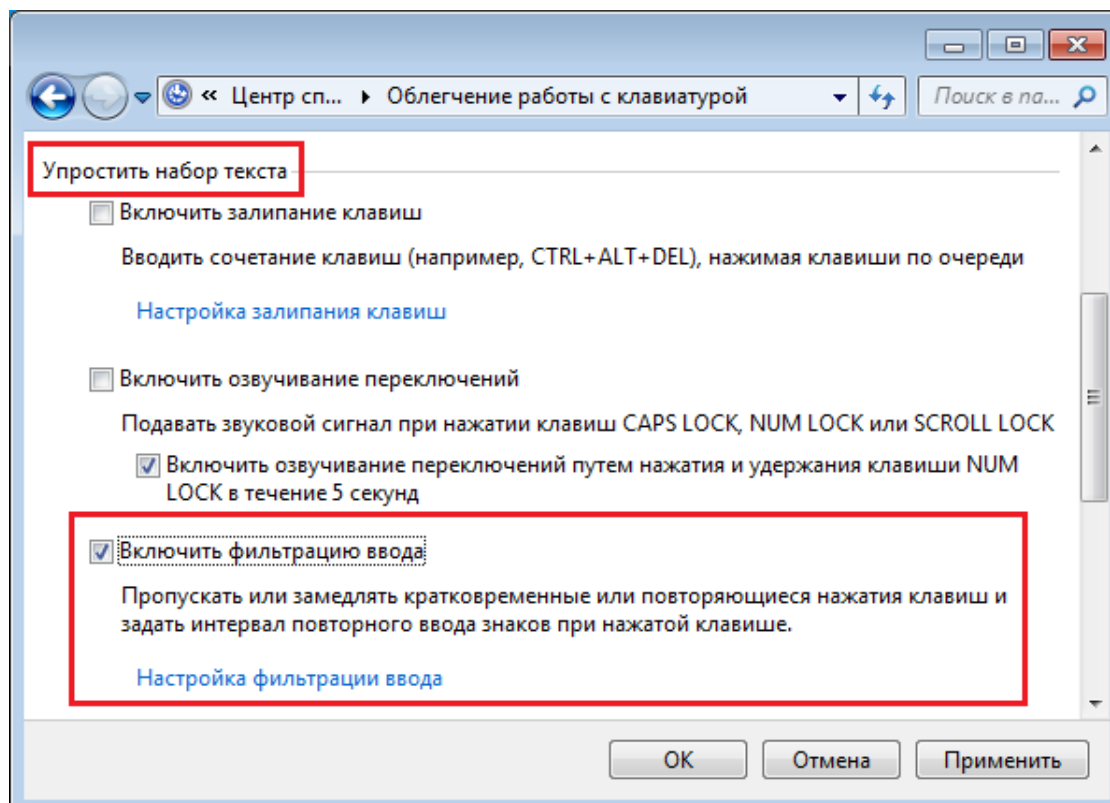 « Центр сп... Облегчение работы с клавиатурой Поиск в па...
Упростить набор текста
Включить залипание клавиш
Вводить сочетание клавиш (например, CTRL+ALT+DEL), нажимая клавиши по очереди
Настройка залипания клавиш
Включить озвучивание переключений
Подавать звуковой сигнал при нажатии клавиш CAPS LOCK, NUM LOCK или SCROLL LOCK
Включить озвучивание переключений путем нажатия и удержания клавиши NUM
LOCK в течение 5 секунд
Включить фильтрацию ввода
Пропускать или замедлять кратковременные или повторяющиеся нажатия клавиш и
задать интервал повторного ввода знаков при нажатой клавише.
Настройка фильтрации ввода
ОК Отмена Применить